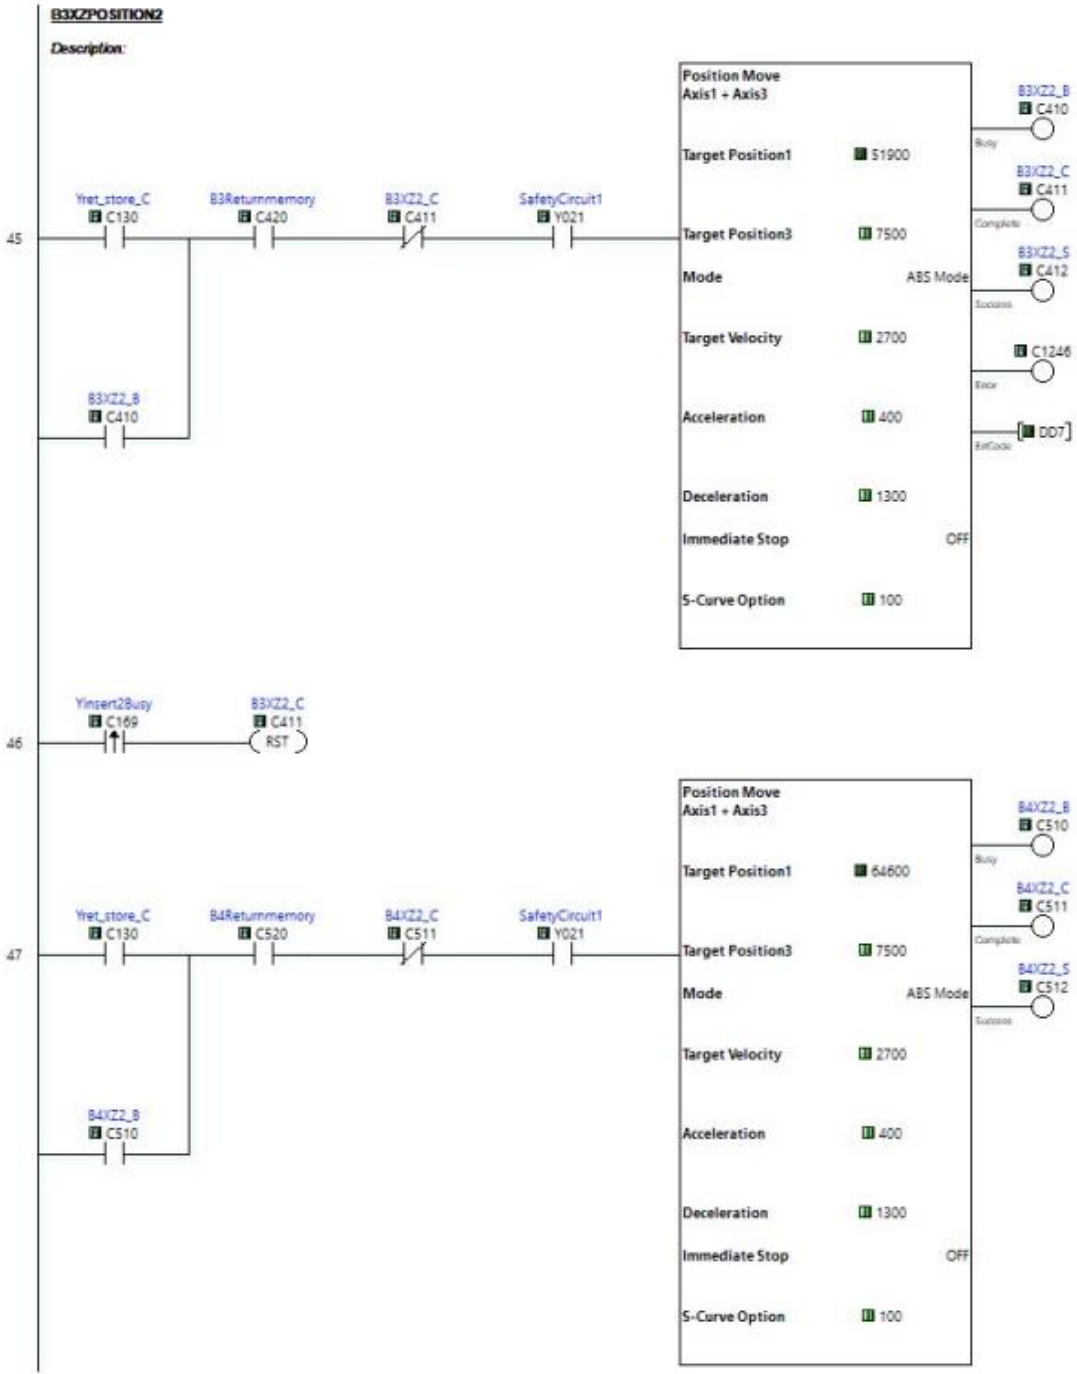 B3XZPOSITION2
Description:
Position Move
Axis1 + Axis3
B3XZ2_B
C410
Busy
Target Position1 51900
B3XZ2_C
C411
Complete
Yret_store_C B3Returnmemory B3XZ2_C SafetyCircuit1
C130 C420 C411 Y021
45
Target Position3 7500
B3XZ2_S
C412
Success
Mode ABS Mode
Target Velocity 2700
C1246
Error
B3XZ2_B
C410
Acceleration 400
DD7
ErrCode
Deceleration 1300
Immediate Stop OFF
S-Curve Option 100
Yinsert2Busy B3XZ2_C
C169 C411
46
RST
Position Move
Axis1 + Axis3
B4XZ2_B
C510
Busy
Target Position1 64600
B4XZ2_C
C511
Complete
Yret_store_C B4Returnmemory B4XZ2_C SafetyCircuit1
C130 C520 C511 Y021
47
Target Position3 7500
B4XZ2_S
C512
Success
Mode ABS Mode
Target Velocity 2700
B4XZ2_B
C510
Acceleration 400
Deceleration 1300
Immediate Stop OFF
S-Curve Option 100